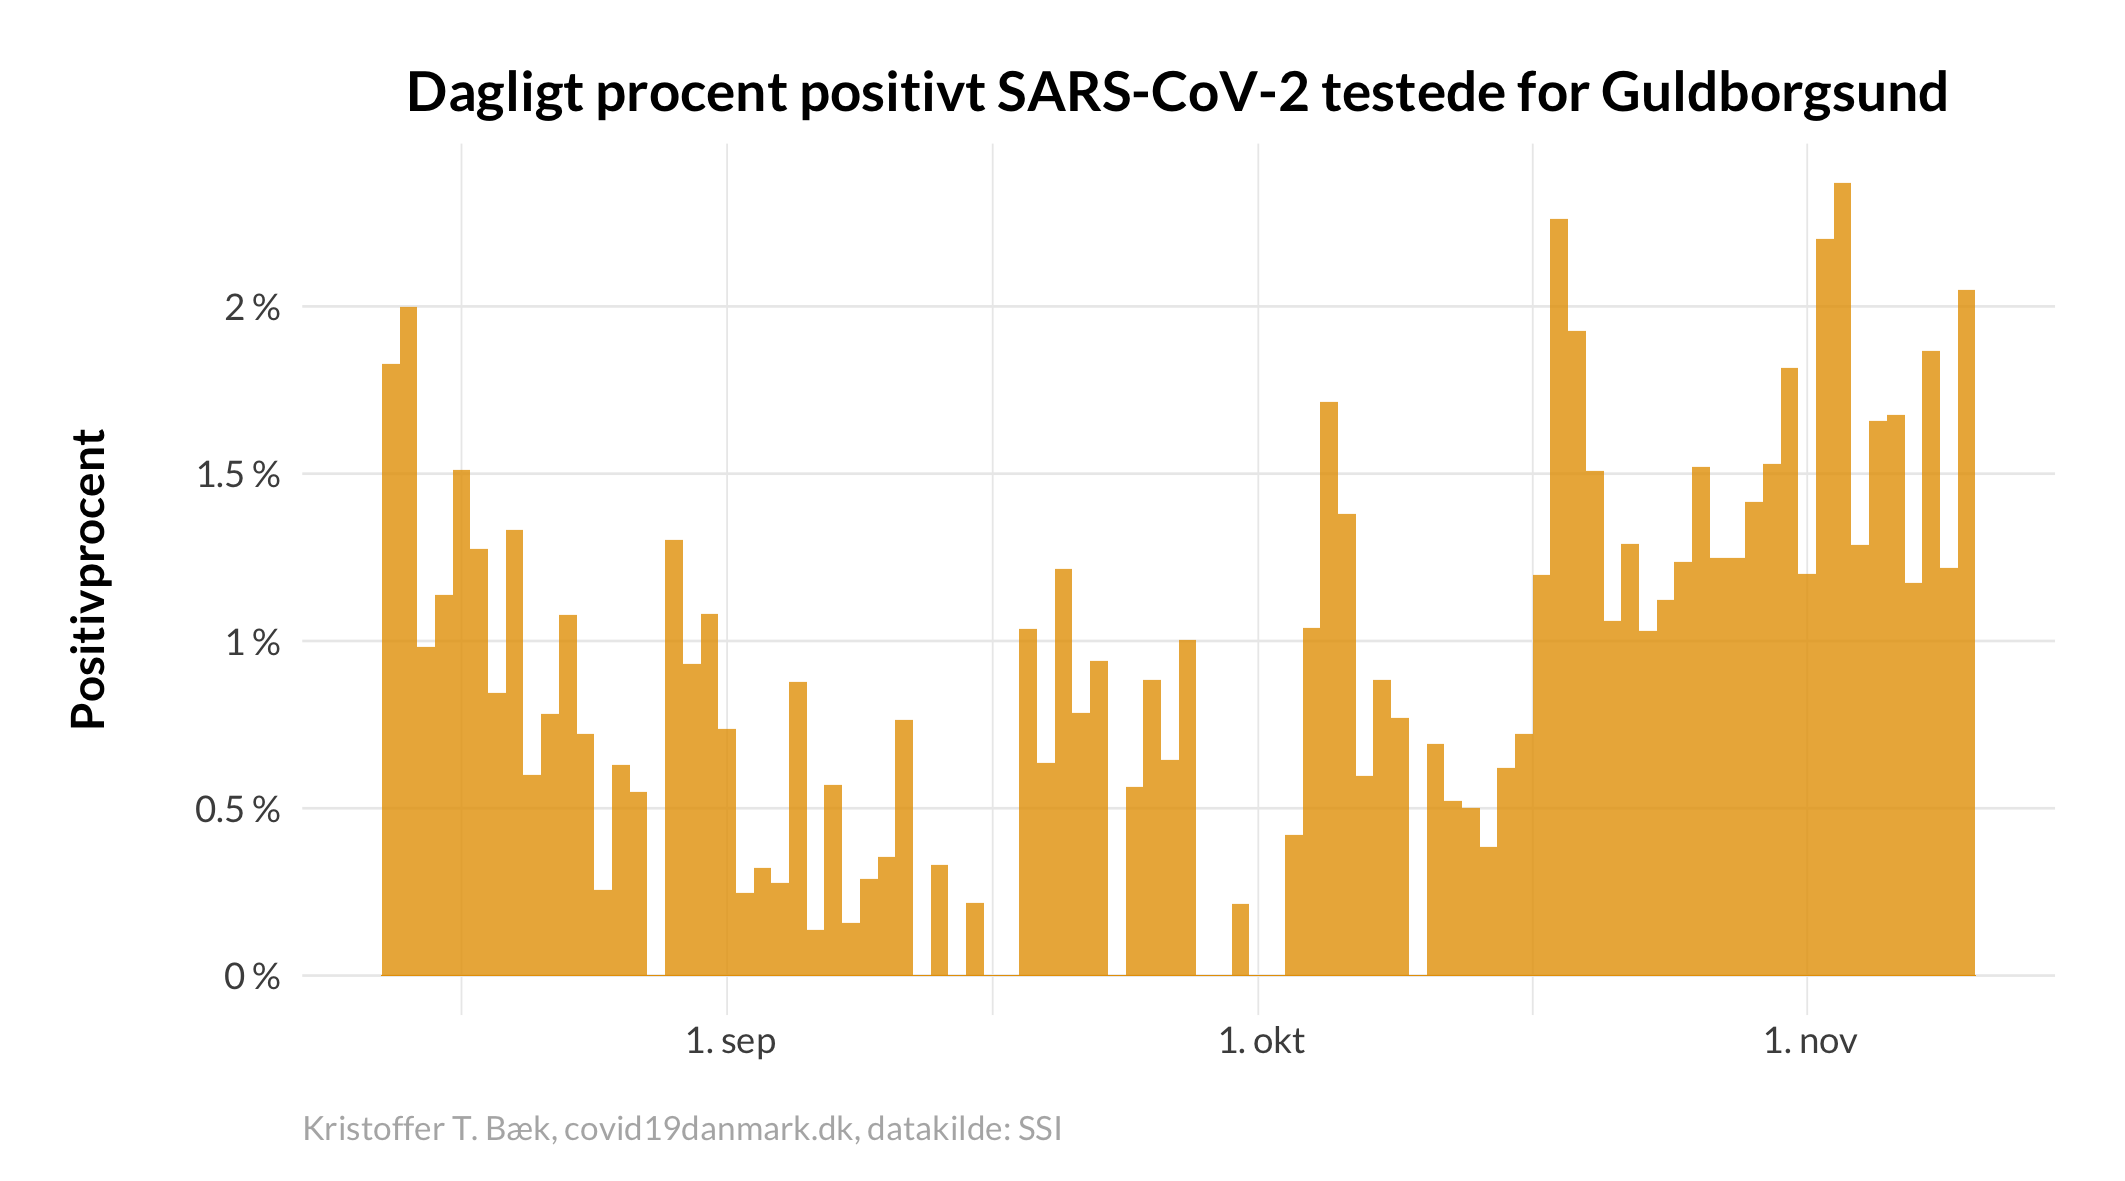 Dagligt procent positivt SARS-CoV-2 testede for Guldborgsund
Positivprocent
2 %
1.5 %
1 %
0.5 %
0 %
1. sep
1. okt
1. nov
Kristoffer T. Bæk, covid19danmark.dk, datakilde: SSI